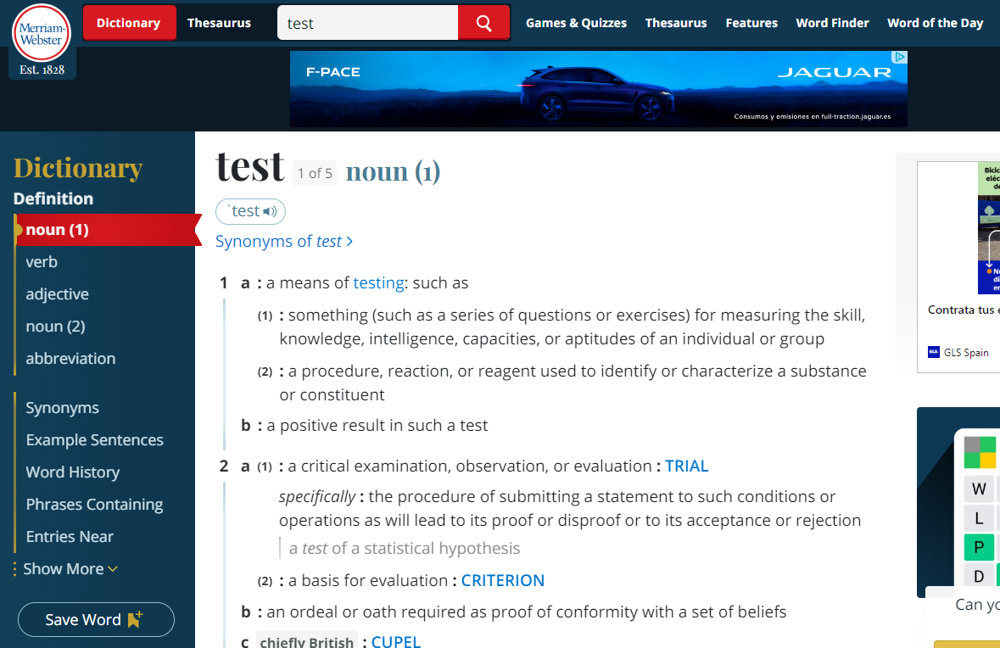 Merriam-
Webster
Est. 1828
Dictionary
Thesaurus
test
Games & Quizzes
Thesaurus
Features
Word Finder
Word of the Day
F-PACE
JAGUAR
Consumos y emisiones en full-traction.jaguar.es
Dictionary
Definition
noun (1)
verb
adjective
noun (2)
abbreviation
Synonyms
Example Sentences
Word History
Phrases Containing
Entries Near
Show More
Save Word
test 1 of 5 noun (1)
ˈtest
Synonyms of test
1 a : a means of testing: such as
(1) : something (such as a series of questions or exercises) for measuring the skill,
knowledge, intelligence, capacities, or aptitudes of an individual or group
(2) : a procedure, reaction, or reagent used to identify or characterize a substance
or constituent
b : a positive result in such a test
2 a (1) : a critical examination, observation, or evaluation : TRIAL
specifically : the procedure of submitting a statement to such conditions or
operations as will lead to its proof or disproof or to its acceptance or rejection
a test of a statistical hypothesis
(2) : a basis for evaluation : CRITERION
b : an ordeal or oath required as proof of conformity with a set of beliefs
c chiefly British : CUPEL
Contrata tus
GLS.
GLS Spain
W
L
P
D
Can